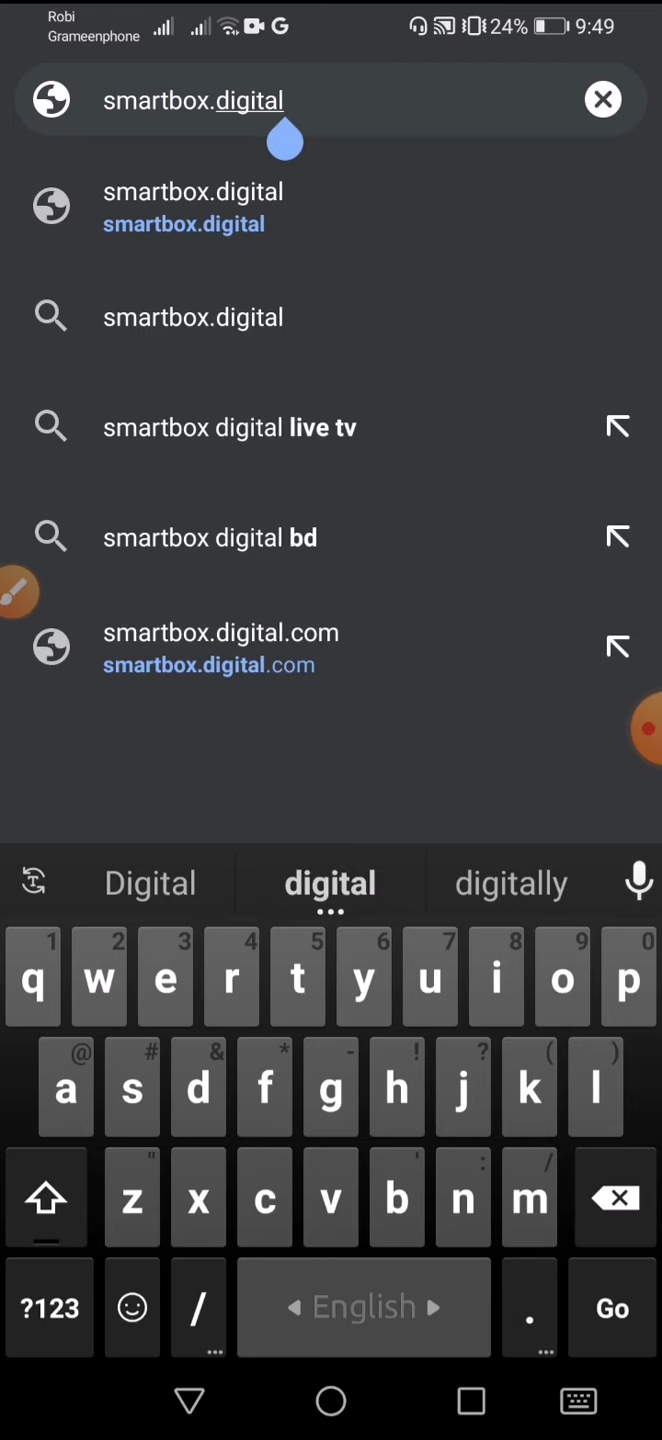 Robi
Grameenphone
24% 9:49
smartbox.digital
smartbox.digital
smartbox.digital
smartbox.digital
smartbox digital live tv
smartbox digital bd
smartbox.digital.com
smartbox.digital.com
Digital digital digitally
1 2 3 4 5 6 7 8 9 0
q w e r t y u i o p
@ # & * - ! ? ( )
a s d f g h j k l
" ' : /
z x c v b n m
?123 / English . Go